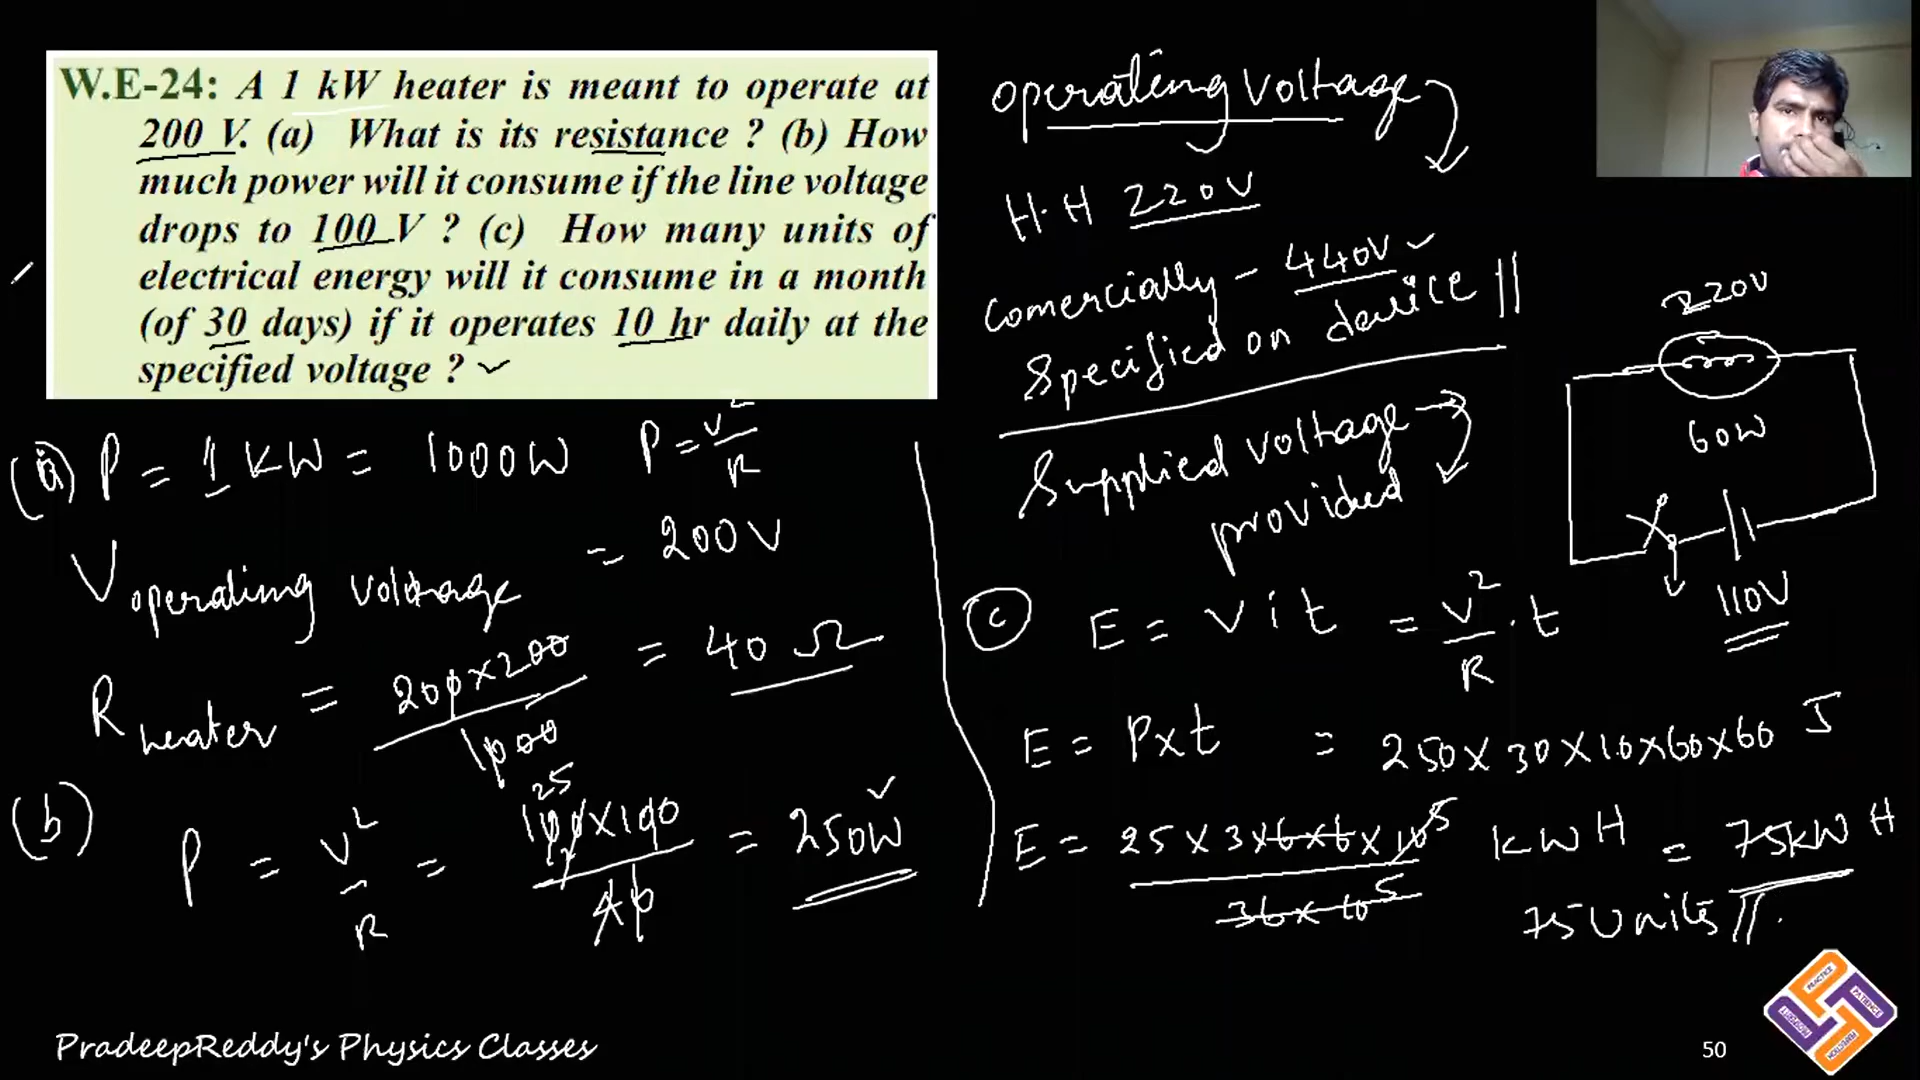 W.E-24: A 1 kW heater is meant to operate at
200 V. (a) What is its resistance ? (b) How
much power will it consume if the line voltage
drops to 100 V ? (c) How many units of
electrical energy will it consume in a month
(of 30 days) if it operates 10 hr daily at the
specified voltage ?
(a) P = 1 KW = 1000W P = V²/R
V operating voltage = 200V
R heater = 200×200/1000 = 40 Ω
(b) P = V²/R = 100×100/40 = 250W
25
operating voltage
H.H 220V
Comercially - 440V
Specified on device
Supplied voltage
provided
220V
60W
110V
(c) E = V i t = V²/R . t
E = P×t = 250×30×10×60×60 J
E = 25×3×6×6×10⁵/36×10⁵ KWH = 75KWH
75 Units
PRACTICE
PATIENCE
PERFECTION
PradeepReddy's Physics Classes
50